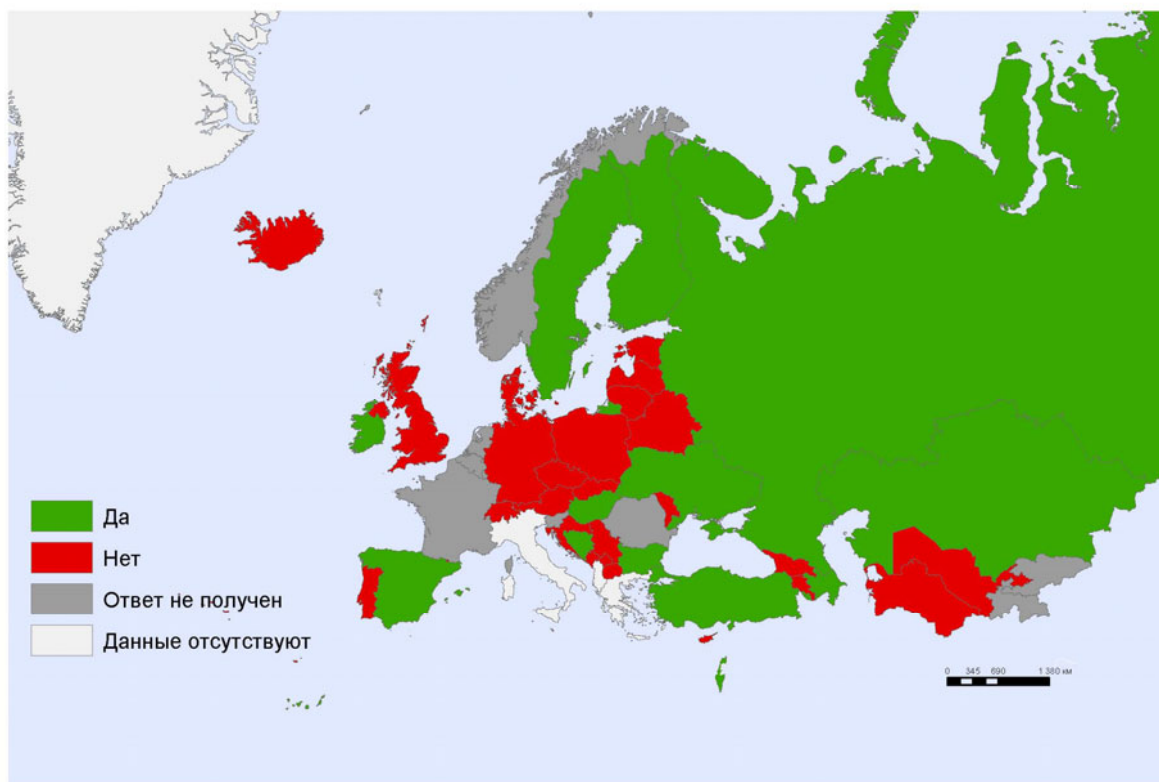 Да
Нет
Ответ не получен
Данные отсутствуют
0 345 690 1 380 км